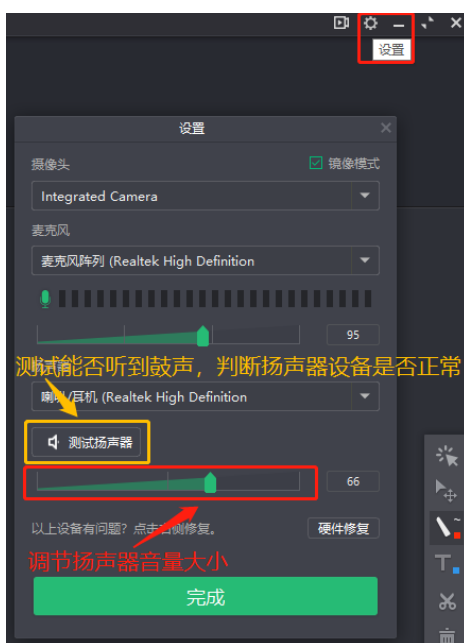 设置
设置
摄像头
镜像模式
Integrated Camera
麦克风
麦克风阵列 (Realtek High Definition
95
测试能否听到鼓声，判断扬声器设备是否正常
喇叭/耳机 (Realtek High Definition
测试扬声器
66
以上设备有问题？点击右侧修复。
硬件修复
调节扬声器音量大小
完成
T